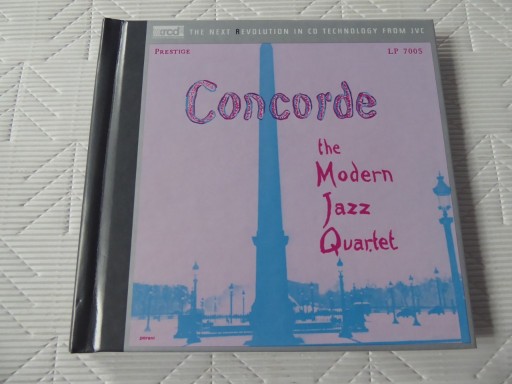 xrcd THE NEXT REVOLUTION IN CD TECHNOLOGY FROM JVC
PRESTIGE LP 7005
Concorde
the
Modern
Jazz
Quartet